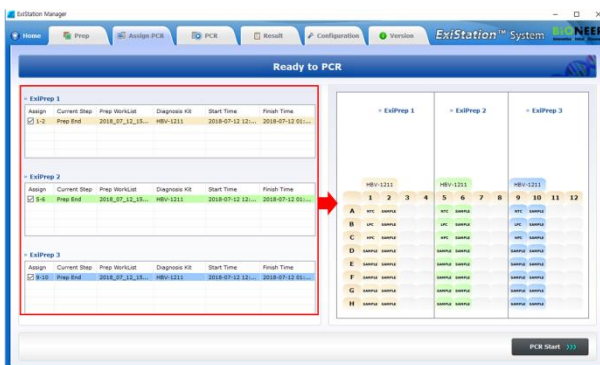 ExiStation Manager
Home Prep Assign PCR PCR Result Configuration Version ExiStation™ System BIONEER
Ready to PCR
ExiPrep 1
Assign Current Step Prep WorkList Diagnosis Kit Start Time Finish Time
1-2 Prep End 2018_07_12_15... HBV-1211 2018-07-12 12:... 2018-07-12 01:...
ExiPrep 2
Assign Current Step Prep WorkList Diagnosis Kit Start Time Finish Time
5-6 Prep End 2018_07_12_15... HBV-1211 2018-07-12 12:... 2018-07-12 01:...
ExiPrep 3
Assign Current Step Prep WorkList Diagnosis Kit Start Time Finish Time
9-10 Prep End 2018_07_12_15... HBV-1211 2018-07-12 12:... 2018-07-12 01:...
ExiPrep 1 ExiPrep 2 ExiPrep 3
HBV-1211 HBV-1211 HBV-1211
1 2 3 4 5 6 7 8 9 10 11 12
A NTC SAMPLE NTC SAMPLE NTC SAMPLE
B LPC SAMPLE LPC SAMPLE LPC SAMPLE
C HPC SAMPLE HPC SAMPLE HPC SAMPLE
D SAMPLE SAMPLE SAMPLE SAMPLE SAMPLE SAMPLE
E SAMPLE SAMPLE SAMPLE SAMPLE SAMPLE SAMPLE
F SAMPLE SAMPLE SAMPLE SAMPLE SAMPLE SAMPLE
G SAMPLE SAMPLE SAMPLE SAMPLE SAMPLE SAMPLE
H SAMPLE SAMPLE SAMPLE SAMPLE SAMPLE SAMPLE
PCR Start >>>